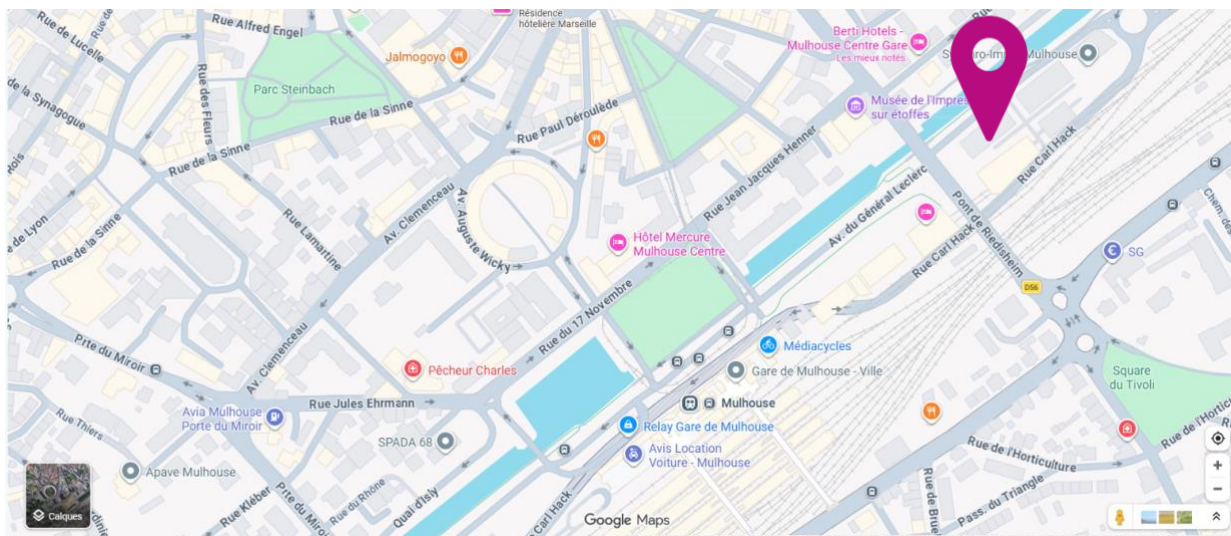 Résidence
hôtelière Marseille
Rue Alfred Engel
Rue de Lucelle
Berti Hotels -
Mulhouse Centre Gare
Les mieux notés
Jalmogoyo
Mulhouse
Parc Steinbach
Rue de la Synagogue
Rue des Fleurs
Rue de la Sinne
Musée de l'Impres
sur étoffes
Rue Paul Déroulède
Rue de la Sinne
Rue Jean Jacques Henner
Rue Carl Hack
Av. du Général Leclerc
Pont de Riedisheim
Av. Clemenceau
Av. Auguste Wicky
Rue Lamartine
Rue de la Sinne
de Lyon
Hôtel Mercure
Mulhouse Centre
Rue Carl Hack
SG
D56
Rue du 17 Novembre
Prte du Miroir
Av. Clemenceau
Médiacycles
Pêcheur Charles
Gare de Mulhouse - Ville
Square
du Tivoli
Rue Jules Ehrmann
Mulhouse
Avia Mulhouse
Porte du Miroir
Rue Thiers
SPADA 68
Relay Gare de Mulhouse
Avis Location
Voiture - Mulhouse
Rue de l'Horticulture
Apave Mulhouse
Rue du Rhône
Quai d'Isly
Rue Kléber
Prte du Miroir
Carl Hack
Rue de Bruel
Pass. du Triangle
Calques
Google Maps